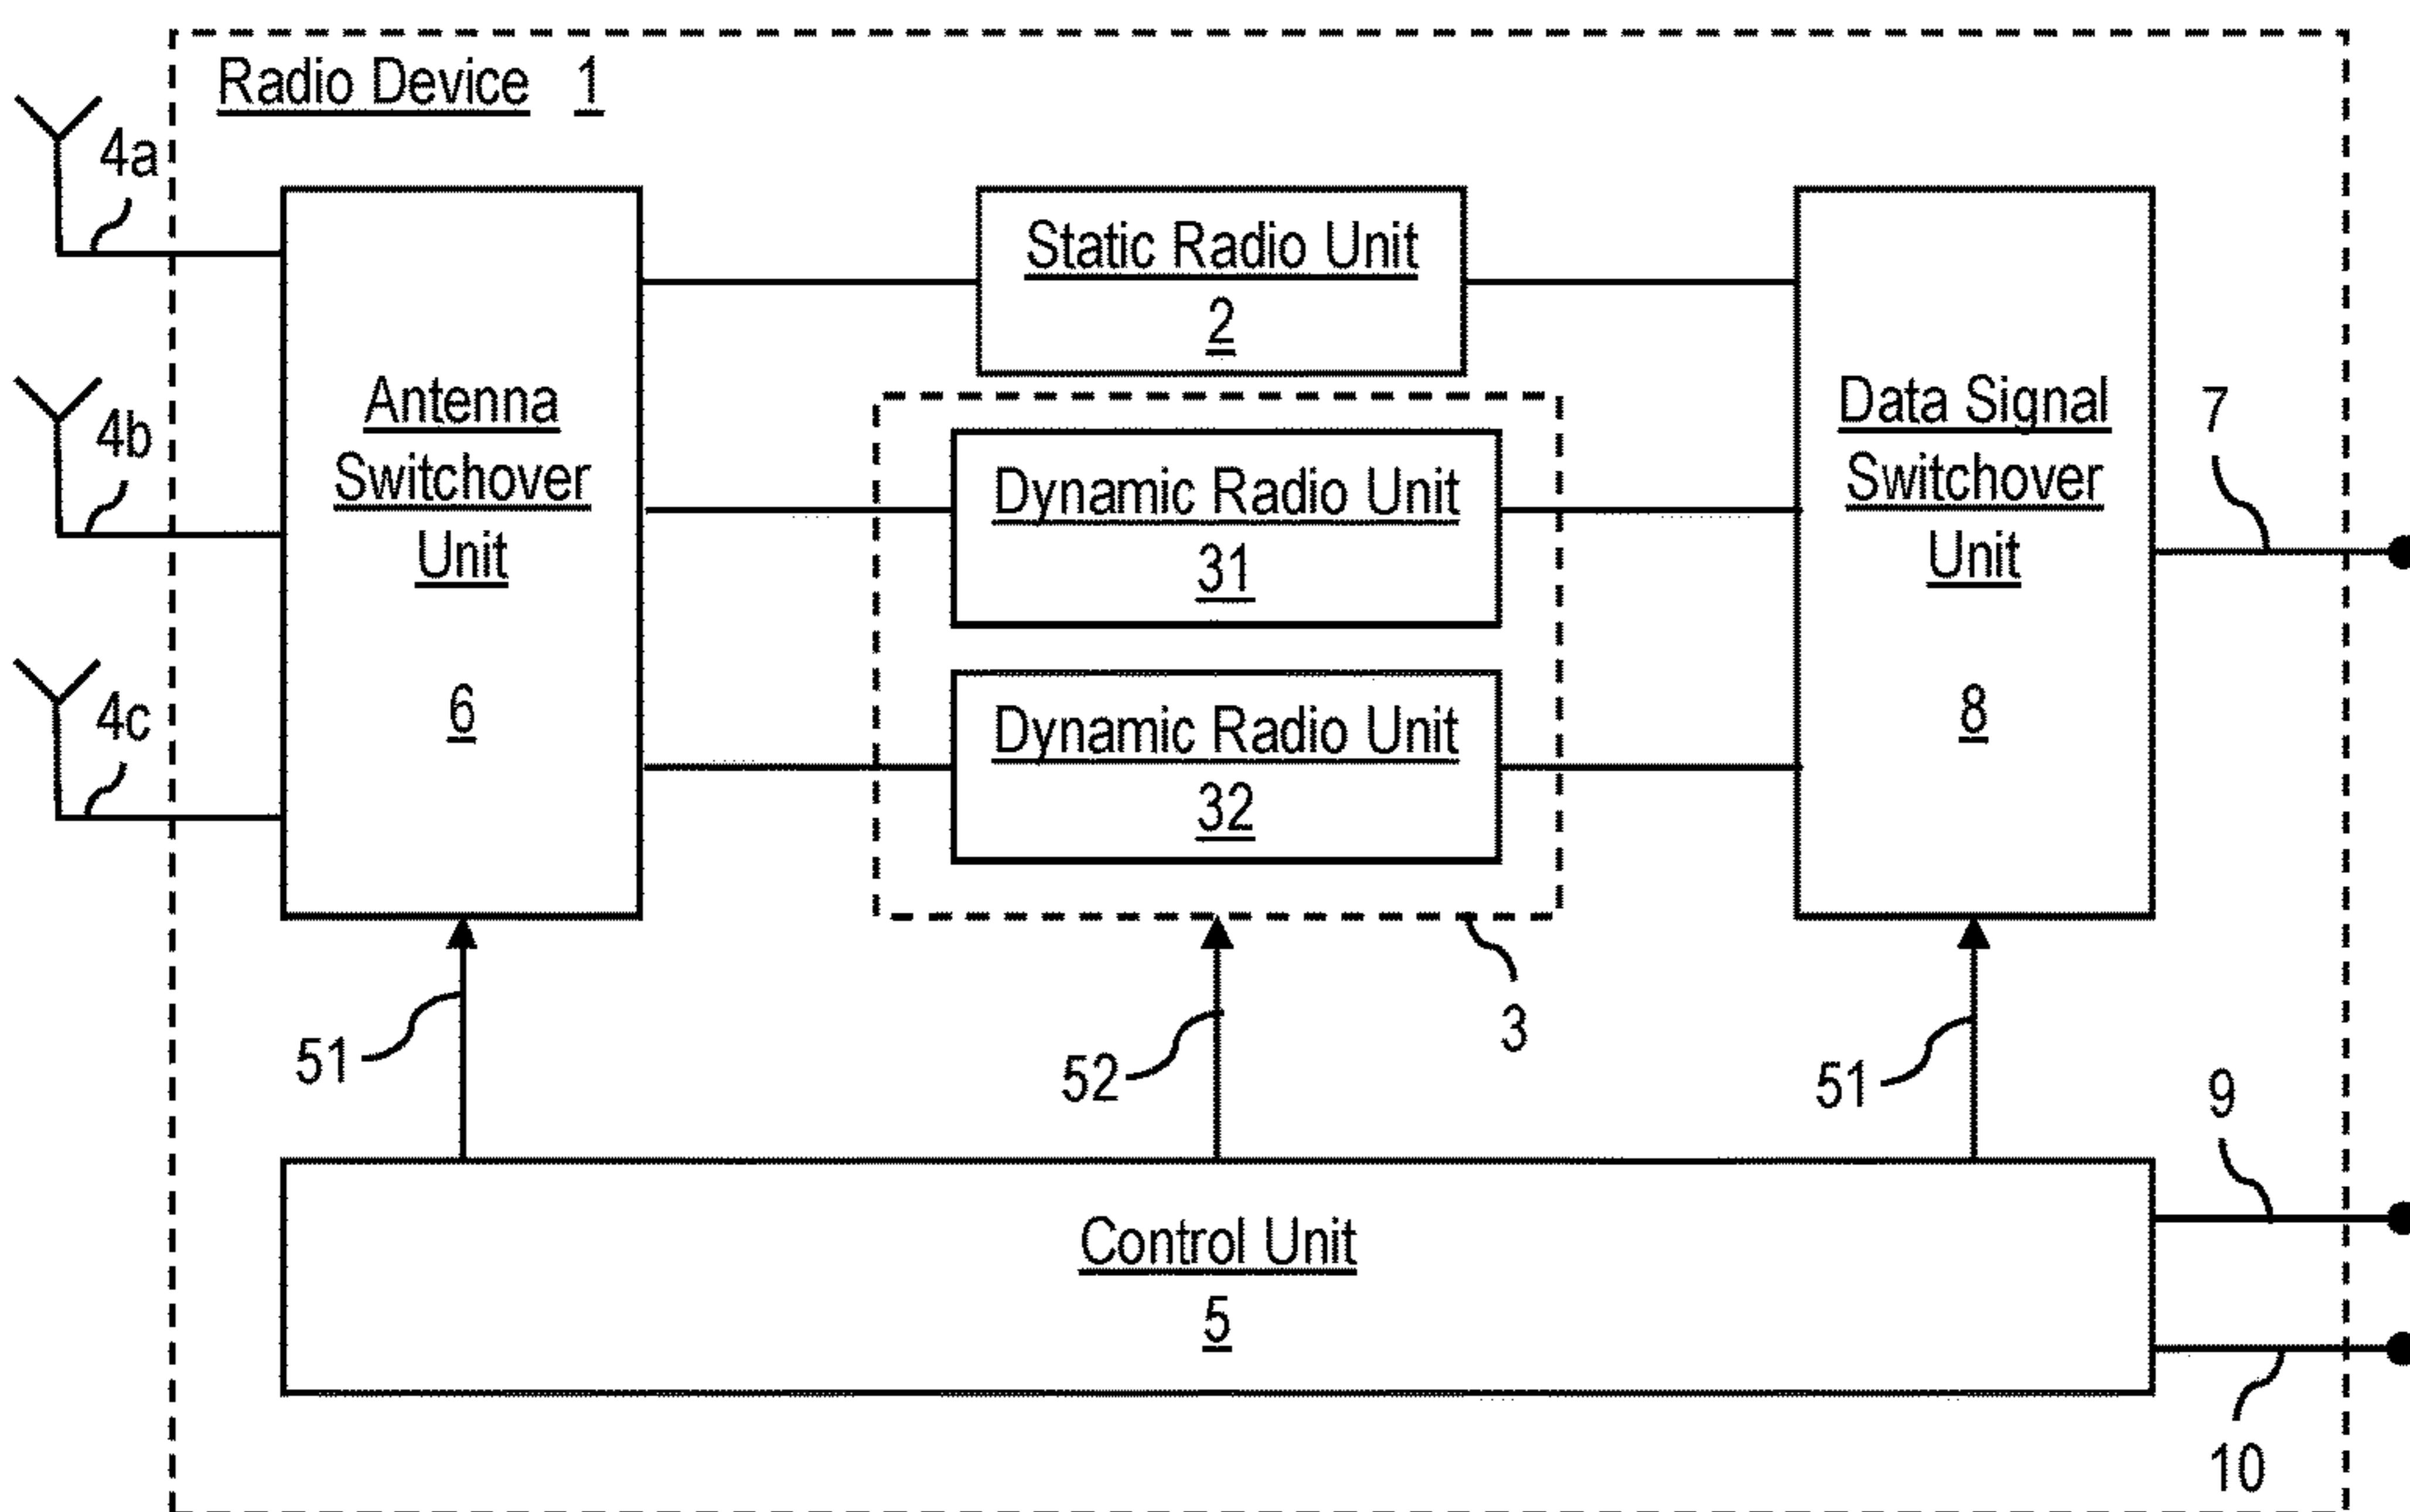 Radio Device 1
4a
4b
4c
Antenna
Switchover
Unit
6
Static Radio Unit
2
Dynamic Radio Unit
31
Dynamic Radio Unit
32
Data Signal
Switchover
Unit
8
7
51
52
3
51
9
Control Unit
5
10